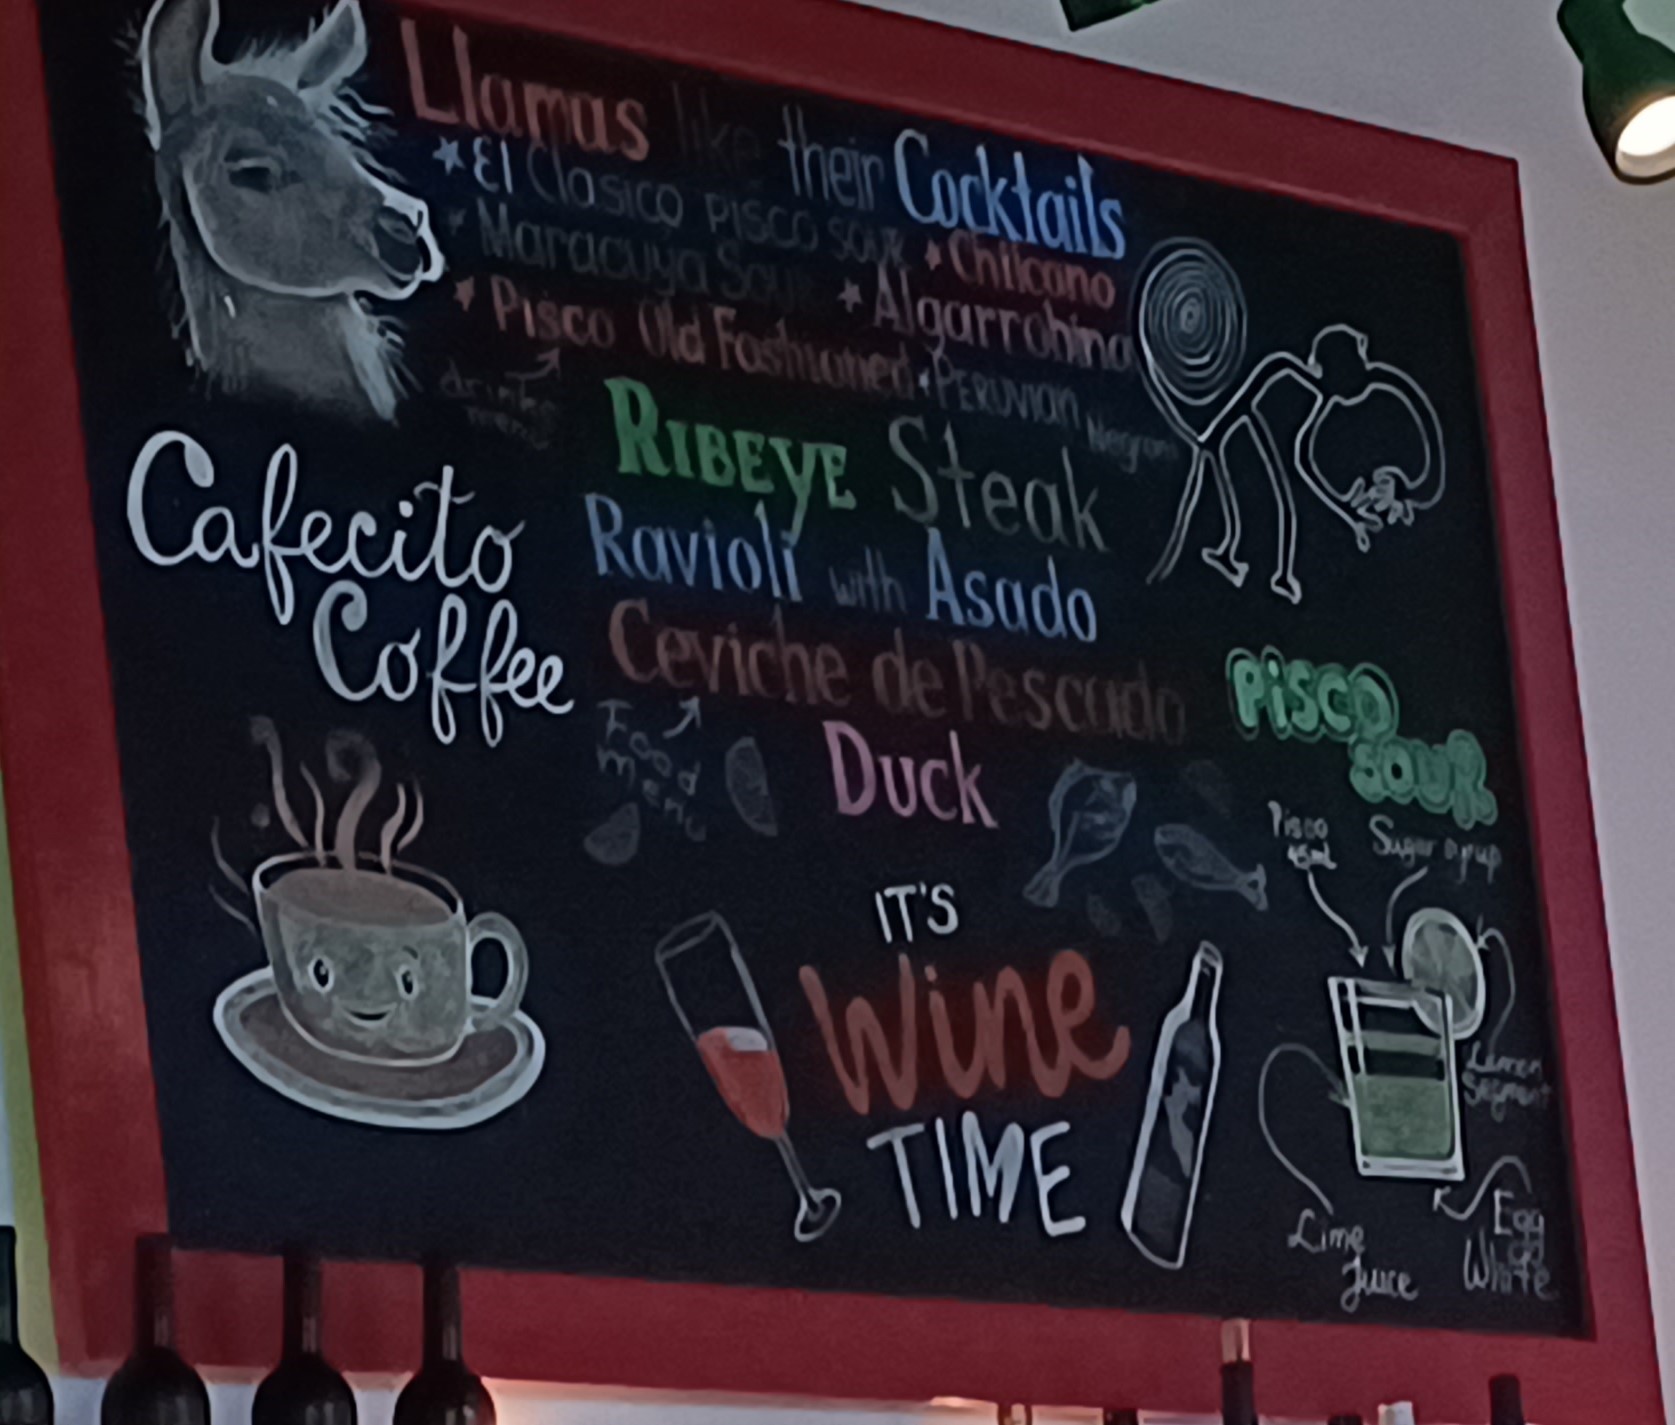 Llamas like their Cocktails
★ El Clasico pisco sour ★ Chilcano
★ Maracuya Sour ★ Algarrobina
★ Pisco Old Fashioned ★ Peruvian Negroni
drinks menu
Ribeye Steak
Ravioli with Asado
Ceviche de Pescado
Food menu
Duck
Cafecito
Coffee
IT'S
Wine
TIME
Pisco
Sour
Pisco
45mL
Sugar syrup
Lemon
Segment
Lime
Juice
Egg
White